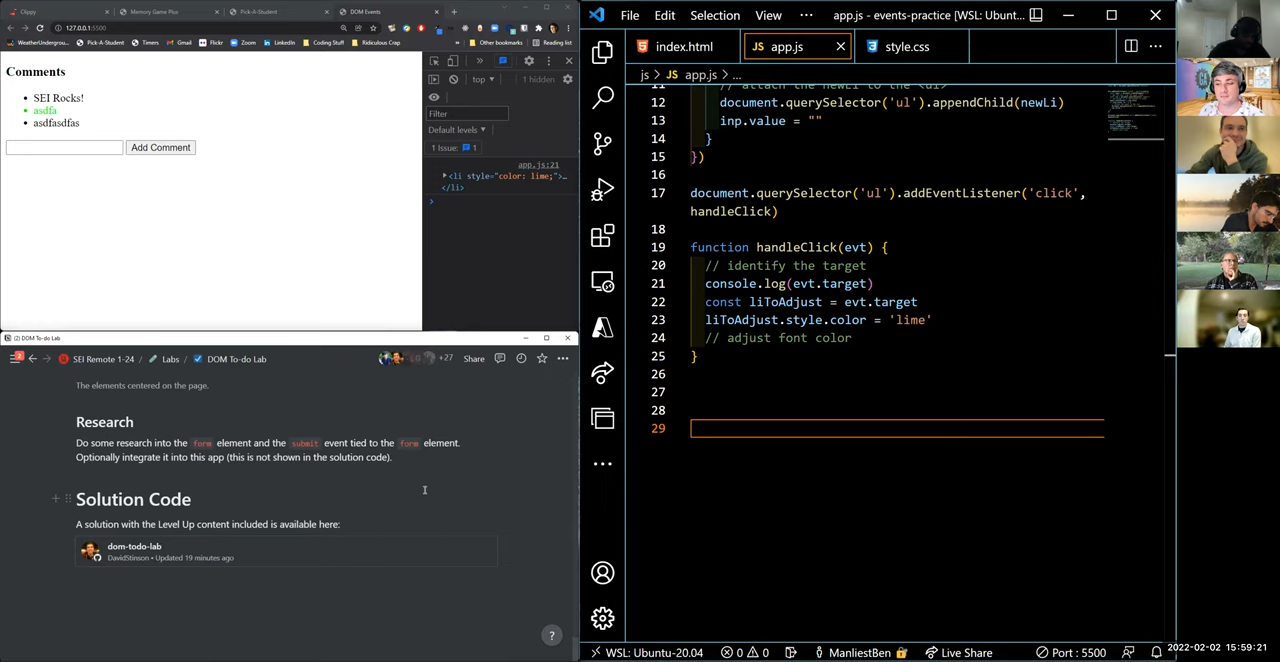 Clippy
Memory Game Plus
Pick-A-Student
DOM Events
127.0.0.1:5500
WeatherUnderground...
Pick-A-Student
Timers
Gmail
Flickr
Zoom
LinkedIn
Coding Stuff
Ridiculous Crap
Other bookmarks
Reading list
Comments
SEI Rocks!
asdfa
asdfasdfas
Add Comment
top
1 hidden
Filter
Default levels
1 Issue: 1
app.js:21
<li style="color: lime;">…
</li>
(2) DOM To-do Lab
SEI Remote 1-24 / Labs / DOM To-do Lab
+27
Share
The elements centered on the page.
Research
Do some research into the form element and the submit event tied to the form element.
Optionally integrate it into this app (this is not shown in the solution code).
Solution Code
A solution with the Level Up content included is available here:
dom-todo-lab
DavidStinson • Updated 19 minutes ago
?
File Edit Selection View ···
app.js - events-practice [WSL: Ubunt...
index.html
JS app.js
style.css
js > JS app.js > ...
11 // attach the newLi to the <ul>
12 document.querySelector('ul').appendChild(newLi)
13 inp.value = ""
14 }
15 })
16
17 document.querySelector('ul').addEventListener('click',
handleClick)
18
19 function handleClick(evt) {
20 // identify the target
21 console.log(evt.target)
22 const liToAdjust = evt.target
23 liToAdjust.style.color = 'lime'
24 // adjust font color
25 }
26
27
28
29
WSL: Ubuntu-20.04
0 0
ManliestBen
Live Share
Port : 5500
2022-02-02 15:59:21